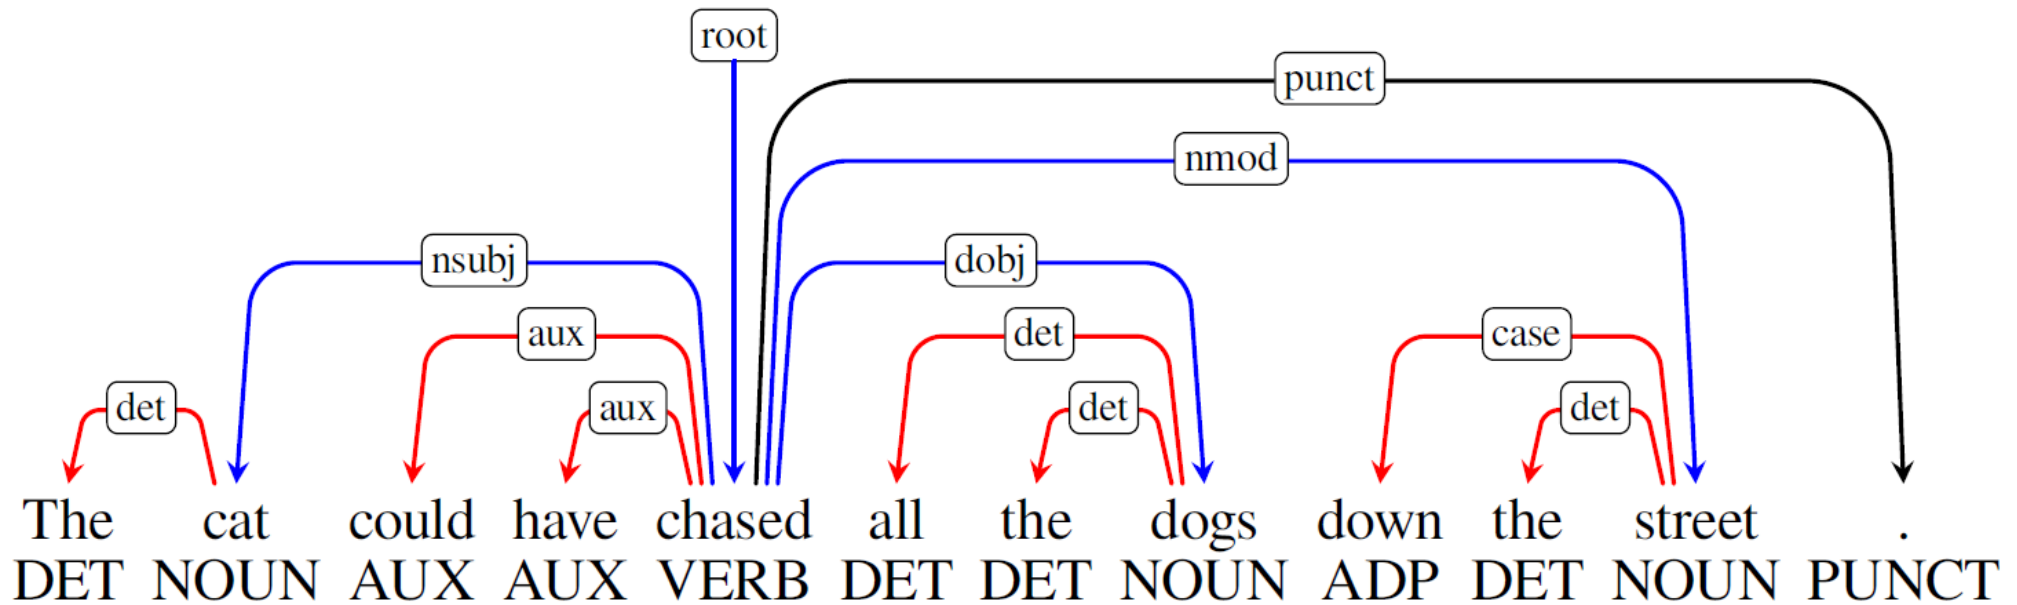 root
punct
nmod
nsubj dobj
aux det case
det aux det det
The cat could have chased all the dogs down the street .
DET NOUN AUX AUX VERB DET DET NOUN ADP DET NOUN PUNCT